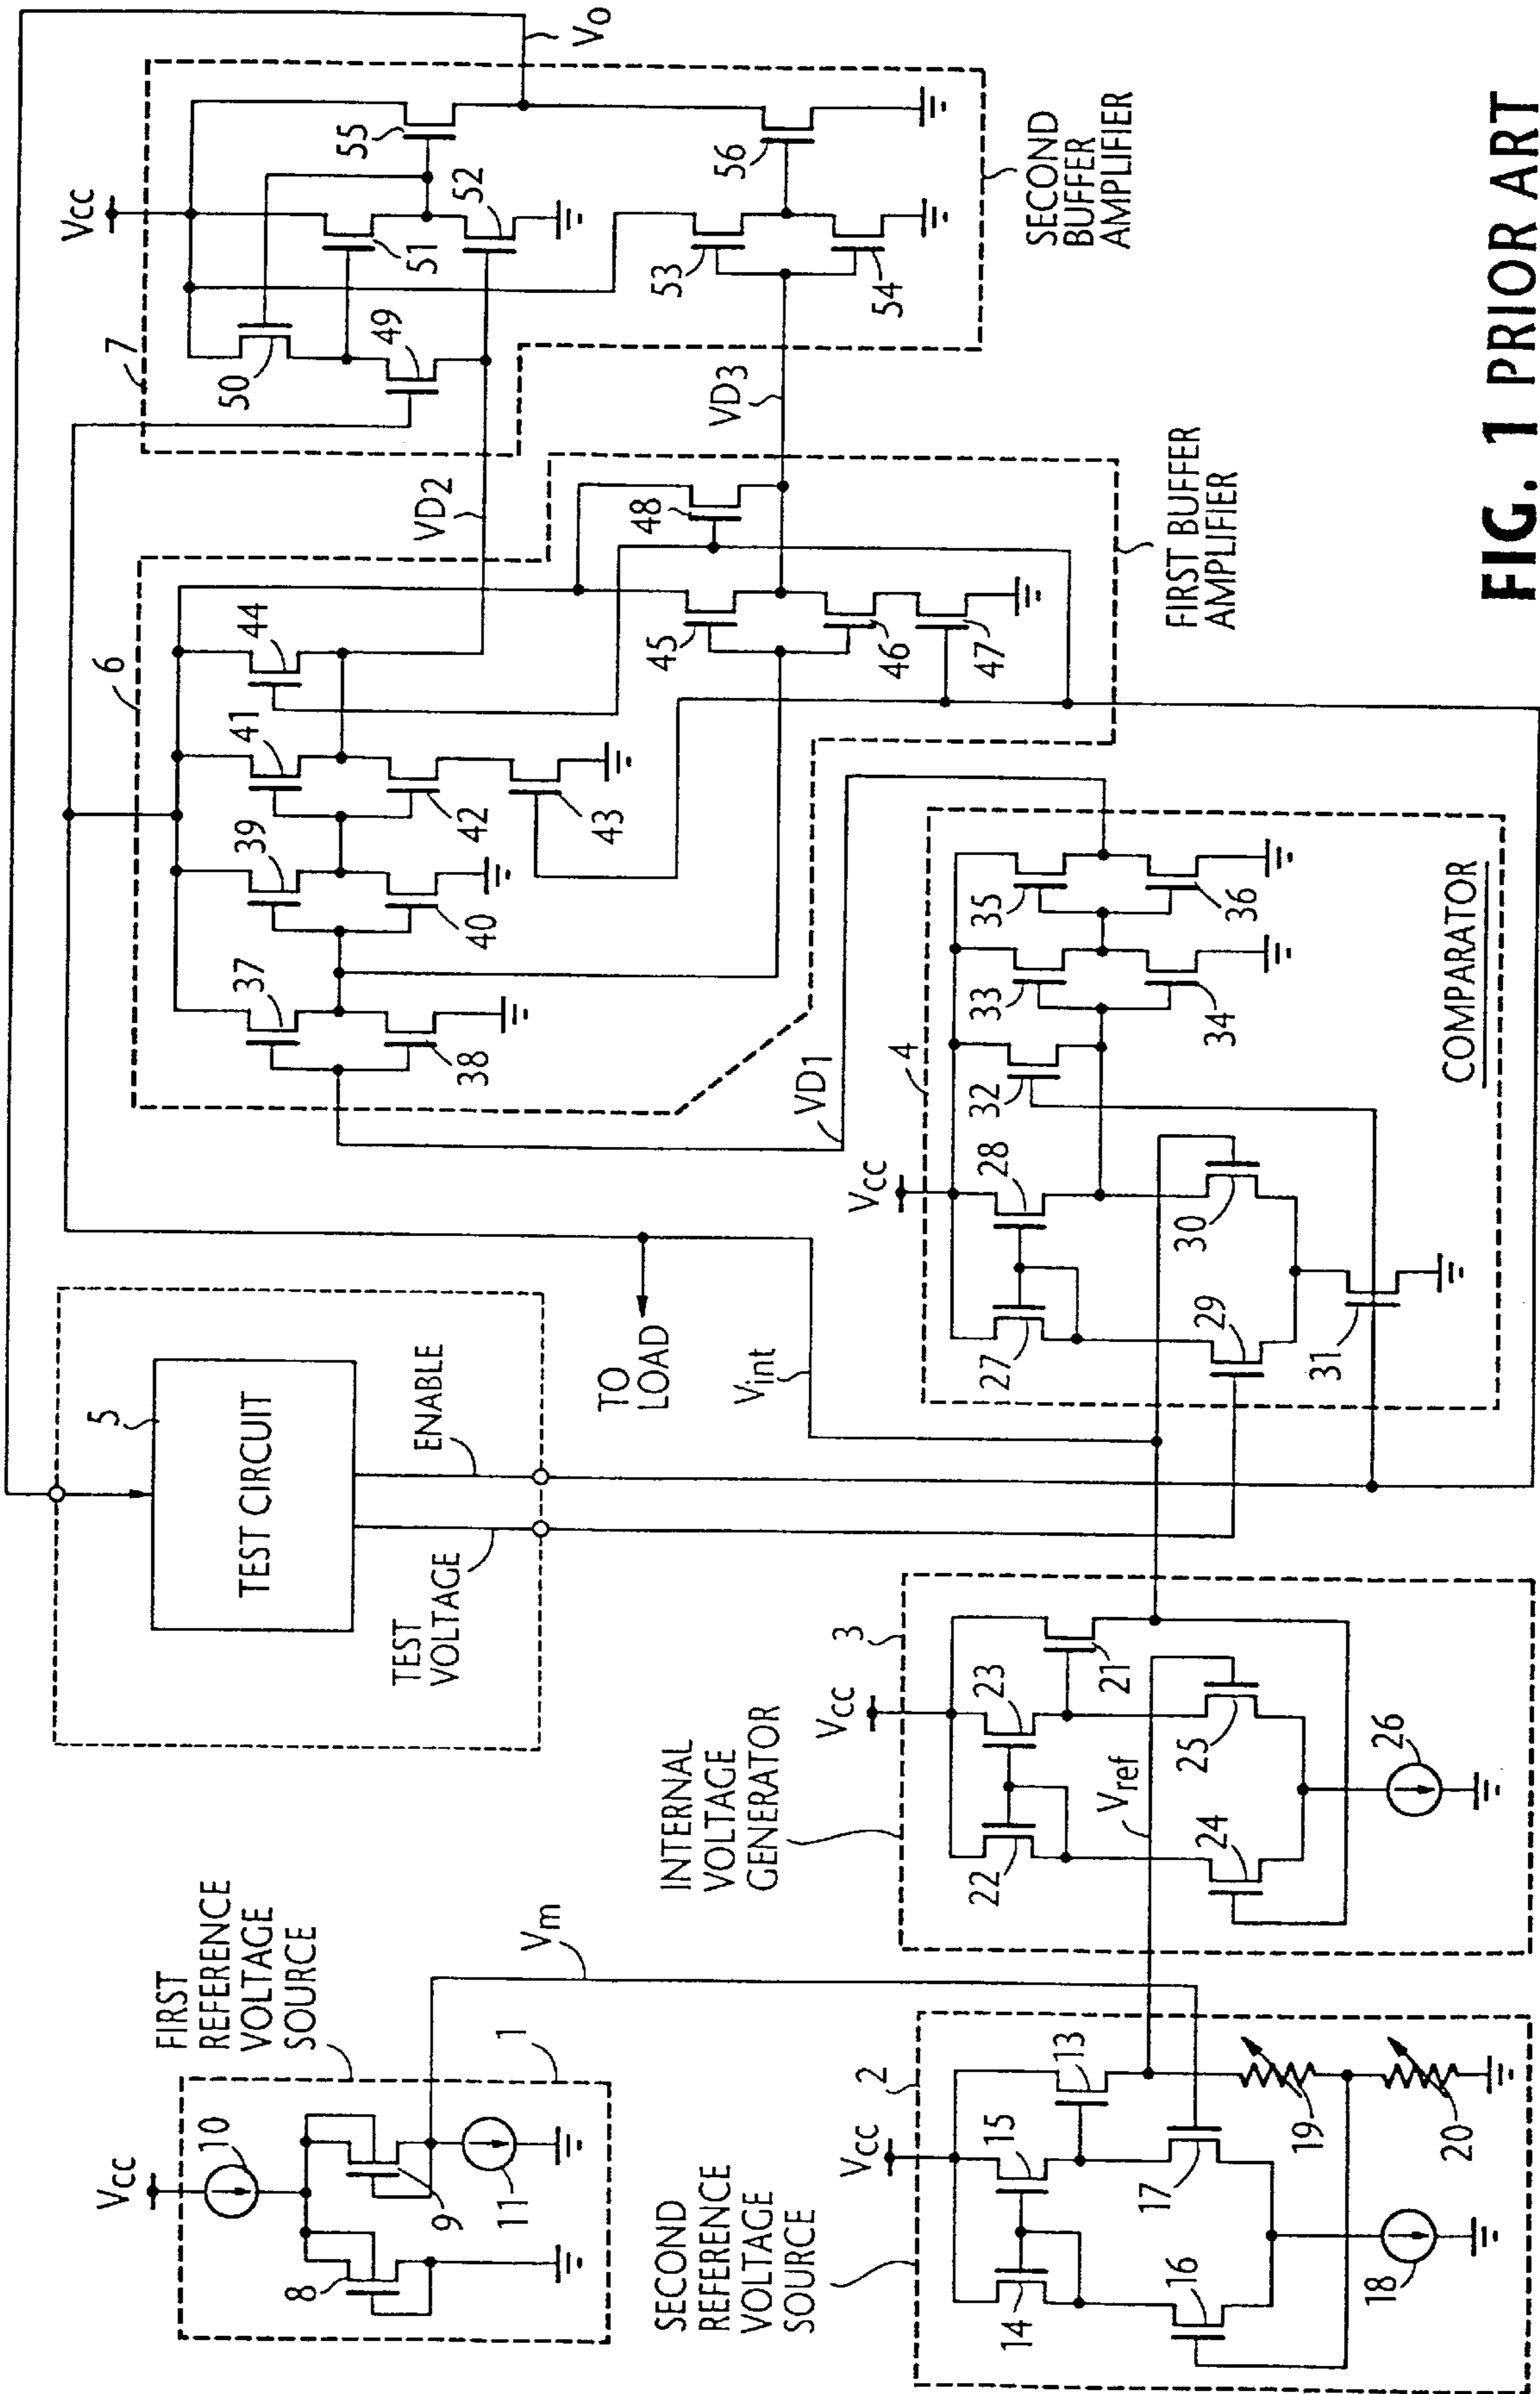 FIG. 1 PRIOR ART
FIRST
REFERENCE
VOLTAGE
SOURCE
1
Vcc
10
8
9
11
Vm
SECOND
REFERENCE
VOLTAGE
SOURCE
2
Vcc
14
15
13
16
17
18
19
20
Vref
INTERNAL
VOLTAGE
GENERATOR
3
Vcc
22
23
21
24
25
26
TEST CIRCUIT
5
TEST
VOLTAGE
ENABLE
TO
LOAD
Vint
COMPARATOR
4
Vcc
27
28
29
30
31
32
33
34
35
36
VD1
FIRST BUFFER
AMPLIFIER
6
37
38
39
40
41
42
43
44
45
46
47
48
VD2
VD3
SECOND
BUFFER
AMPLIFIER
7
Vcc
50
49
51
52
53
54
55
56
Vo